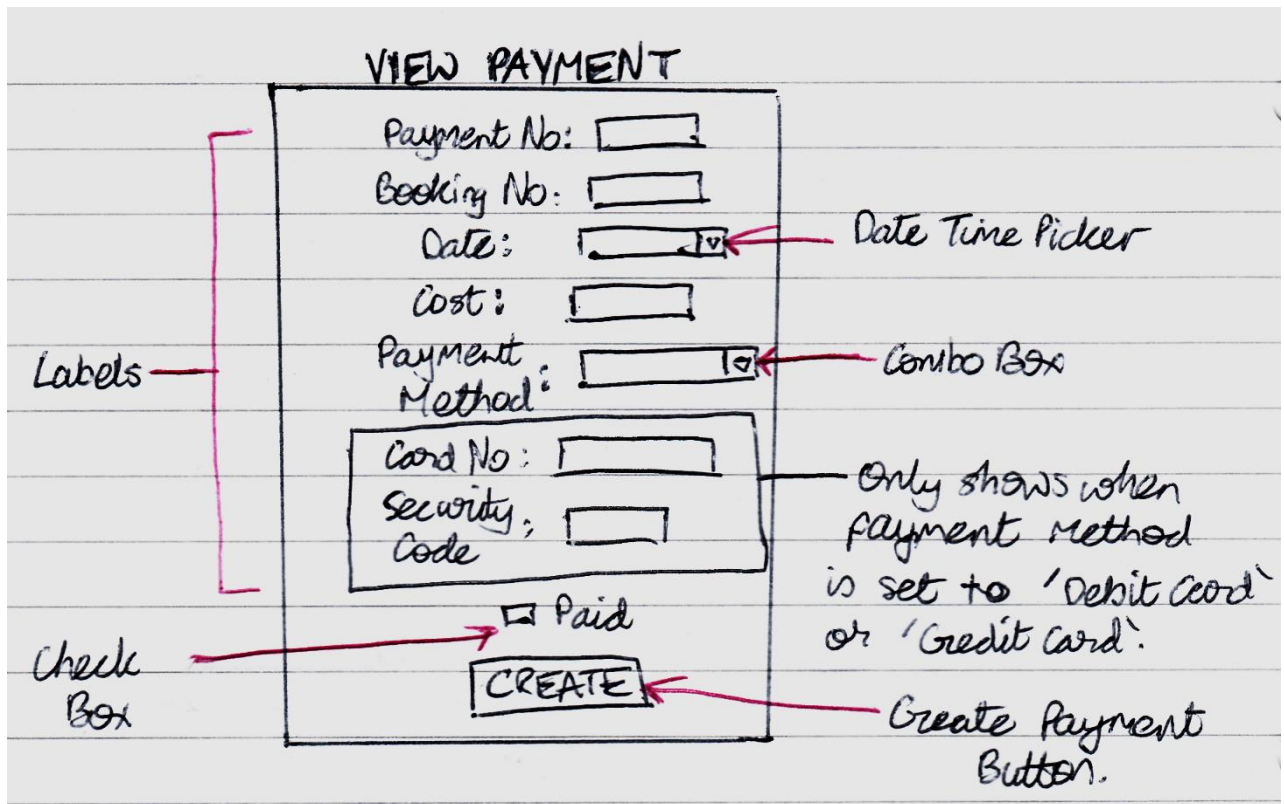 VIEW PAYMENT
Payment No:
Booking No:
Date:
Date Time Picker
Cost:
Labels
Payment
Method:
Combo Box
Card No:
Security
Code:
Only shows when
payment method
is set to 'Debit Card'
or 'Credit Card'.
Paid
Check
Box
CREATE
Create Payment
Button.